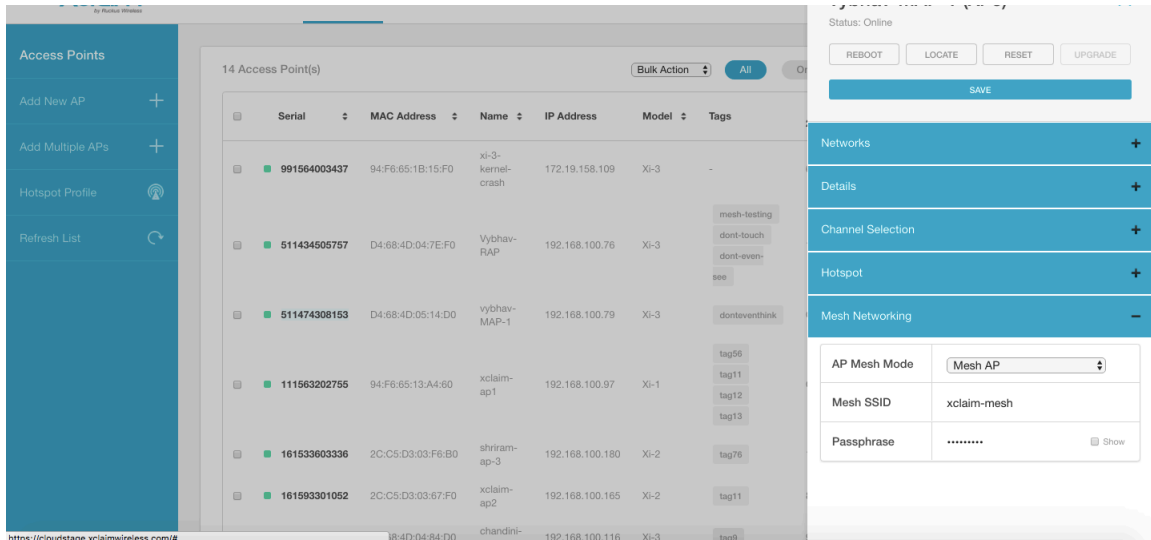 by Ruckus Wireless
Access Points
Add New AP
Add Multiple APs
Hotspot Profile
Refresh List
14 Access Point(s)
Bulk Action
All
Serial MAC Address Name IP Address Model Tags
991564003437 94:F6:65:1B:15:F0 xi-3-kernel-crash 172.19.158.109 Xi-3 -
511434505757 D4:68:4D:04:7E:F0 Vybhav-RAP 192.168.100.76 Xi-3 mesh-testing dont-touch dont-even-see
511474308153 D4:68:4D:05:14:D0 vybhav-MAP-1 192.168.100.79 Xi-3 donteventhink
111563202755 94:F6:65:13:A4:60 xclaim-ap1 192.168.100.97 Xi-1 tag56 tag11 tag12 tag13
161533603336 2C:C5:D3:03:F6:B0 shriram-ap-3 192.168.100.180 Xi-2 tag76
161593301052 2C:C5:D3:03:67:F0 xclaim-ap2 192.168.100.165 Xi-2 tag11
8:4D:04:84:D0 chandini- 192.168.100.116 Xi-3 tag9
https://cloudstage.xclaimwireless.com/#
Status: Online
REBOOT LOCATE RESET UPGRADE
SAVE
Networks
Details
Channel Selection
Hotspot
Mesh Networking
AP Mesh Mode Mesh AP
Mesh SSID xclaim-mesh
Passphrase ••••••••• Show